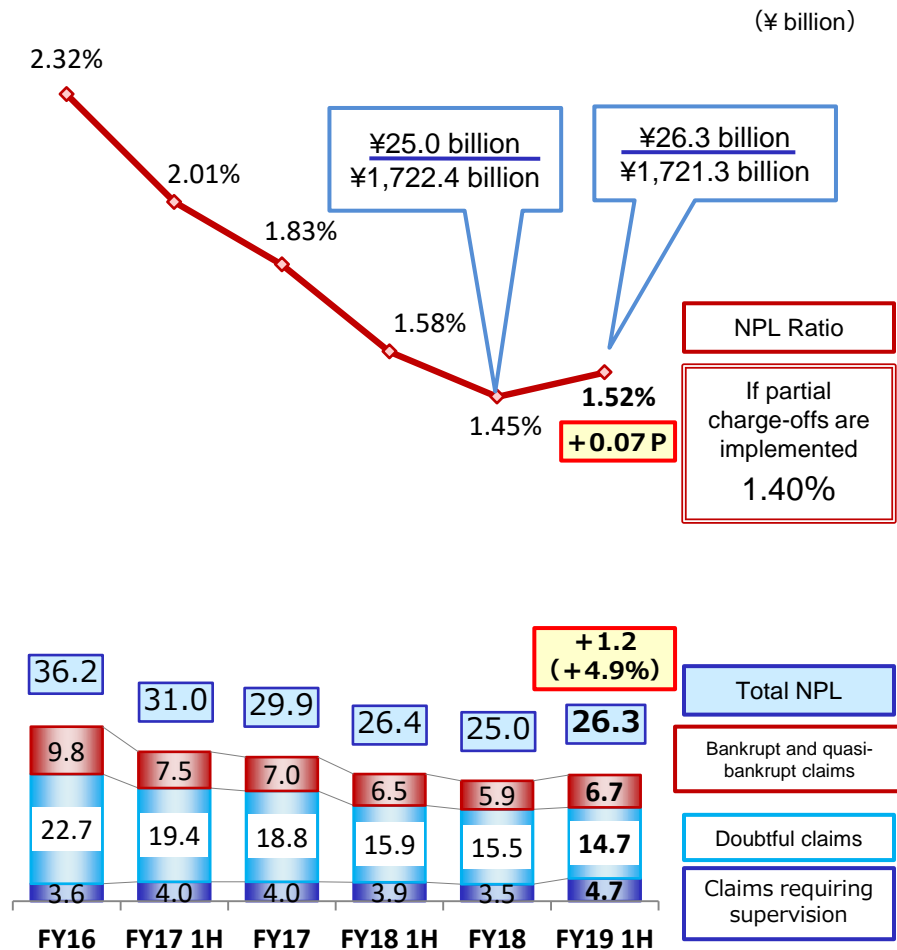 (¥ billion)
2.32%
2.01%
1.83%
1.58%
1.45%
1.52%
+0.07 P
¥25.0 billion
¥1,722.4 billion
¥26.3 billion
¥1,721.3 billion
NPL Ratio
If partial
charge-offs are
implemented
1.40%
+1.2
(+4.9%)
36.2
31.0
29.9
26.4
25.0
26.3
Total NPL
9.8
7.5
7.0
6.5
5.9
6.7
Bankrupt and quasi-
bankrupt claims
22.7
19.4
18.8
15.9
15.5
14.7
Doubtful claims
3.6
4.0
4.0
3.9
3.5
4.7
Claims requiring
supervision
FY16
FY17 1H
FY17
FY18 1H
FY18
FY19 1H